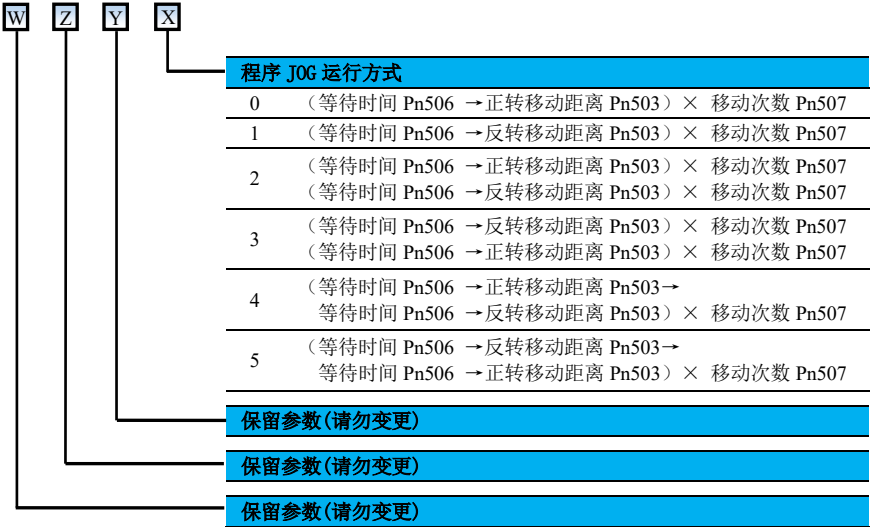 W Z Y X
程序 JOG 运行方式
0 （等待时间 Pn506 →正转移动距离 Pn503）× 移动次数 Pn507
1 （等待时间 Pn506 →反转移动距离 Pn503）× 移动次数 Pn507
2 （等待时间 Pn506 →正转移动距离 Pn503）× 移动次数 Pn507
（等待时间 Pn506 →反转移动距离 Pn503）× 移动次数 Pn507
3 （等待时间 Pn506 →反转移动距离 Pn503）× 移动次数 Pn507
（等待时间 Pn506 →正转移动距离 Pn503）× 移动次数 Pn507
4 （等待时间 Pn506 →正转移动距离 Pn503→
等待时间 Pn506 →反转移动距离 Pn503）× 移动次数 Pn507
5 （等待时间 Pn506 →反转移动距离 Pn503→
等待时间 Pn506 →正转移动距离 Pn503）× 移动次数 Pn507
保留参数(请勿变更)
保留参数(请勿变更)
保留参数(请勿变更)